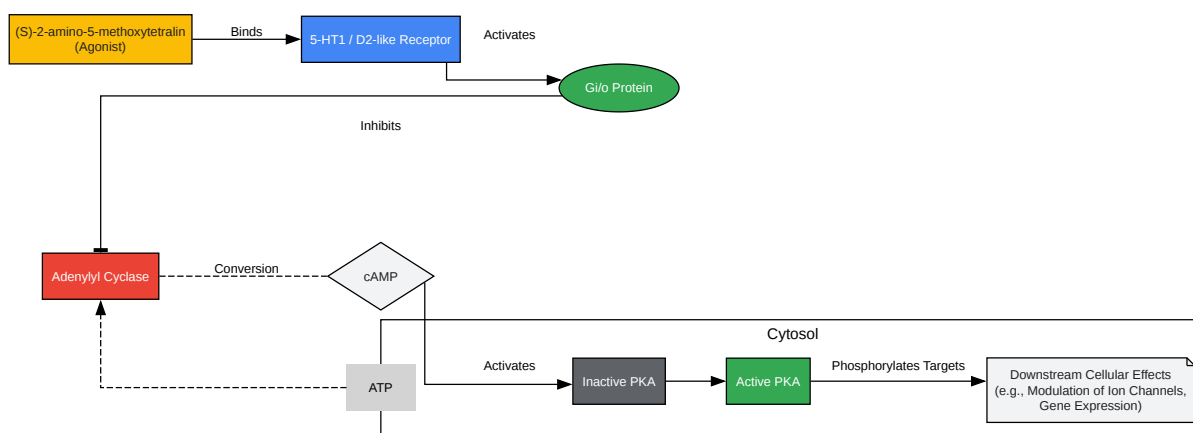 (S)-2-amino-5-methoxytetralin
(Agonist)
Binds
5-HT1 / D2-like Receptor
Activates
Gi/o Protein
Inhibits
Adenylyl Cyclase
Conversion
cAMP
Cytosol
ATP
Activates
Inactive PKA
Active PKA
Phosphorylates Targets
Downstream Cellular Effects
(e.g., Modulation of Ion Channels,
Gene Expression)